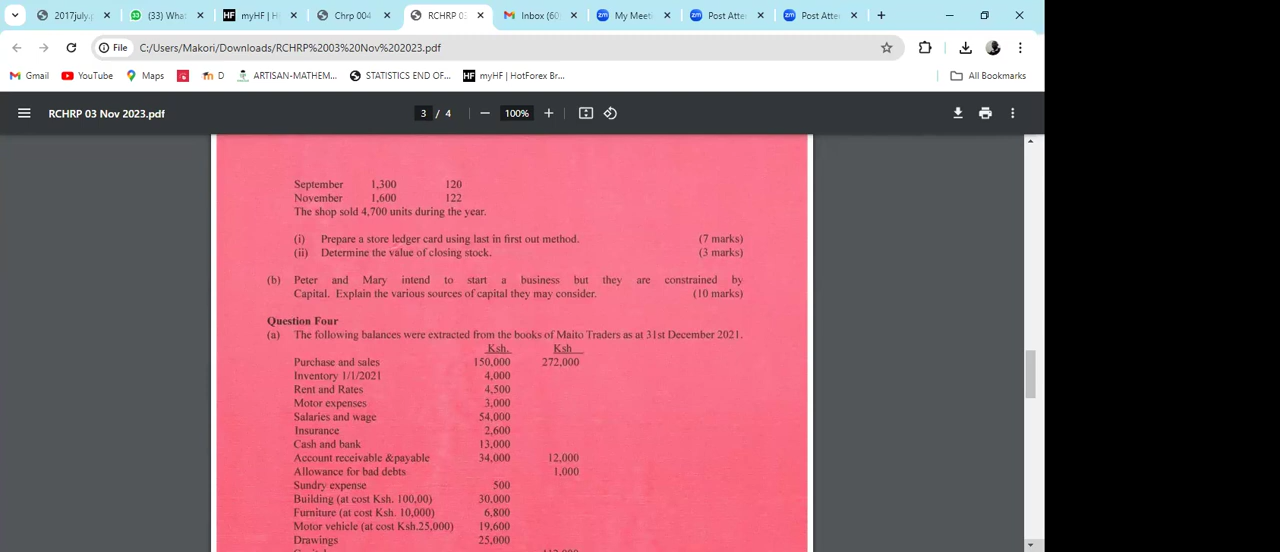 2017july.
(33) What
HF myHF | H
Chrp 004
RCHRP 03
Inbox (60
zm My Meeti
zm Post Atter
zm Post Atter
File C:/Users/Makori/Downloads/RCHRP%2003%20Nov%202023.pdf
Gmail YouTube Maps D ARTISAN-MATHEM... STATISTICS END OF... HF myHF | HotForex Br... All Bookmarks
RCHRP 03 Nov 2023.pdf 3 / 4 100%
September 1,300 120
November 1,600 122
The shop sold 4,700 units during the year.
(i) Prepare a store ledger card using last in first out method. (7 marks)
(ii) Determine the value of closing stock. (3 marks)
(b) Peter and Mary intend to start a business but they are constrained by
Capital. Explain the various sources of capital they may consider. (10 marks)
Question Four
(a) The following balances were extracted from the books of Maito Traders as at 31st December 2021.
Ksh. Ksh
Purchase and sales 150,000 272,000
Inventory 1/1/2021 4,000
Rent and Rates 4,500
Motor expenses 3,000
Salaries and wage 54,000
Insurance 2,600
Cash and bank 13,000
Account receivable &payable 34,000 12,000
Allowance for bad debts 1,000
Sundry expense 500
Building (at cost Ksh. 100,00) 30,000
Furniture (at cost Ksh. 10,000) 6,800
Motor vehicle (at cost Ksh.25,000) 19,600
Drawings 25,000